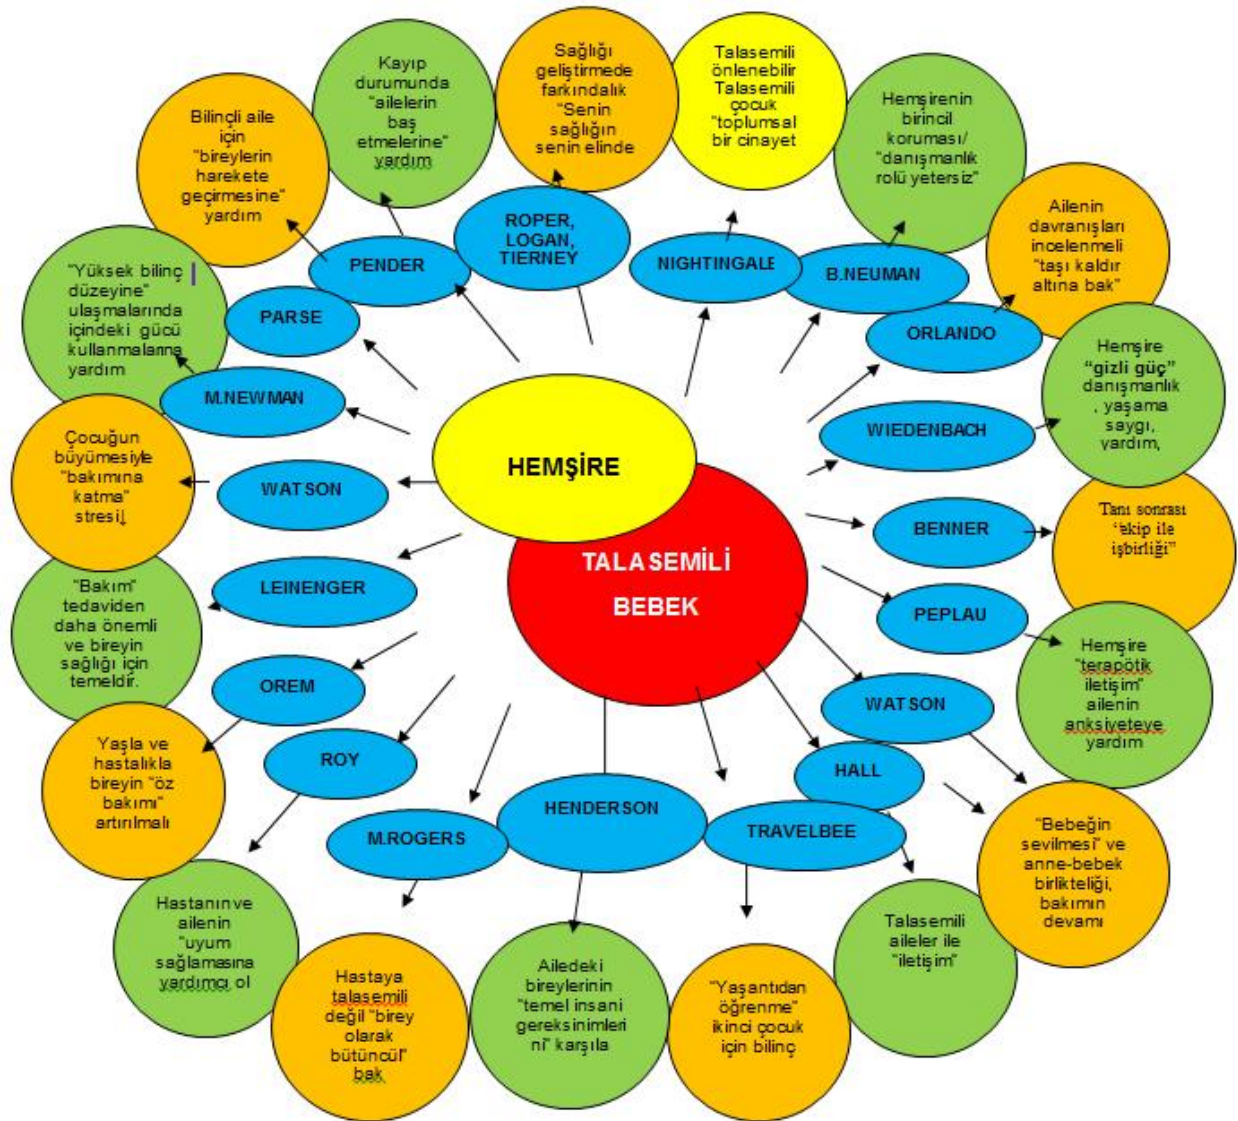 Kayıp
durumunda
"ailelerin
baş
etmelerine"
yardım
Sağlığı
geliştirmede
farkındalık
"Senin
sağlığın
senin elinde
Talasemili
önlenebilir
Talasemili
çocuk
"toplumsal
bir cinayet
Hemşirenin
birincil
koruması/
"danışmanlık
rolü yetersiz"
Bilinçli aile
için
"bireylerin
harekete
geçirmesine"
yardım
Ailenin
davranışları
incelenmeli
"taşı kaldır
altına bak"
"Yüksek bilinç
düzeyine"
ulaşmalarında
içindeki gücü
kullanmalarına
yardım
PENDER
ROPER,
LOGAN,
TIERNEY
NIGHTINGALE
B.NEUMAN
ORLANDO
PARSE
M.NEWMAN
Hemşire
"gizli güç"
danışmanlık
, yaşama
saygı,
yardım,
WIEDENBACH
Çocuğun
büyümesiyle
"bakımına
katma"
stresi↓
WATSON
HEMŞİRE
BENNER
Tanı sonrası
"ekip ile
işbirliği"
TALASEMİLİ
BEBEK
"Bakım"
tedaviden
daha önemli
ve bireyin
sağlığı için
temeldir.
LEINENGER
PEPLAU
Hemşire
"terapötik
iletişim"
ailenin
anksiyeteye
yardım
OREM
WATSON
Yaşla ve
hastalıkla
bireyin "öz
bakımı"
artırılmalı
ROY
HALL
M.ROGERS
HENDERSON
TRAVELBEE
"Bebeğin
sevilmesi" ve
anne-bebek
birlikteliği,
bakımın
devamı
Hastanın ve
ailenin
"uyum
sağlamasına
yardımcı ol
Talasemili
aileler ile
"iletişim"
Hastaya
talasemili
değil "birey
olarak
bütüncül"
bak
Ailedeki
bireylerinin
"temel insani
gereksinimleri
ni" karşıla
"Yaşantıdan
öğrenme"
ikinci çocuk
için bilinç